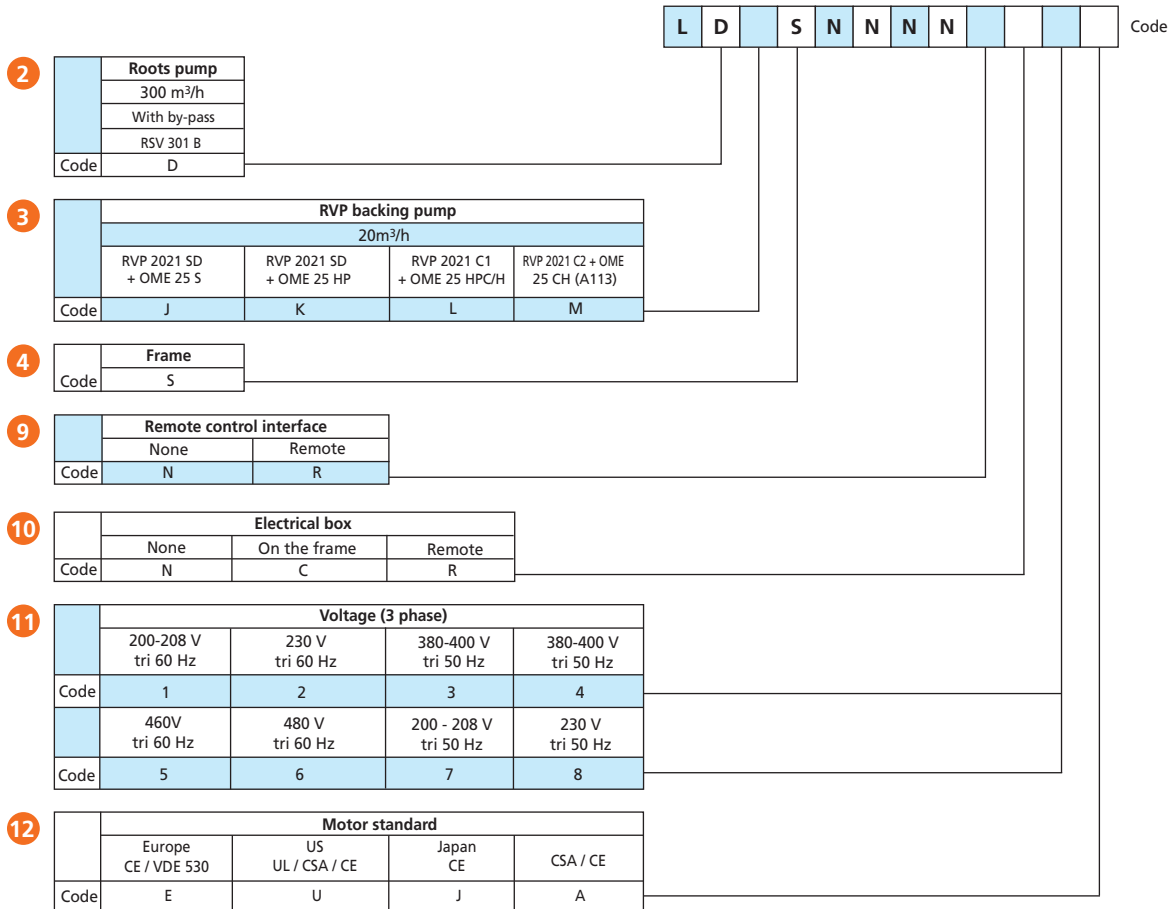 L D S N N N N Code
2
Roots pump
300 m³/h
With by-pass
RSV 301 B
Code D
3
RVP backing pump
20m³/h
RVP 2021 SD RVP 2021 SD RVP 2021 C1 RVP 2021 C2 + OME
+ OME 25 S + OME 25 HP + OME 25 HPC/H 25 CH (A113)
Code J K L M
4
Frame
Code S
9
Remote control interface
None Remote
Code N R
10
Electrical box
None On the frame Remote
Code N C R
11
Voltage (3 phase)
200-208 V 230 V 380-400 V 380-400 V
tri 60 Hz tri 60 Hz tri 50 Hz tri 50 Hz
Code 1 2 3 4
460V 480 V 200 - 208 V 230 V
tri 60 Hz tri 60 Hz tri 50 Hz tri 50 Hz
Code 5 6 7 8
12
Motor standard
Europe US Japan CSA / CE
CE / VDE 530 UL / CSA / CE CE
Code E U J A